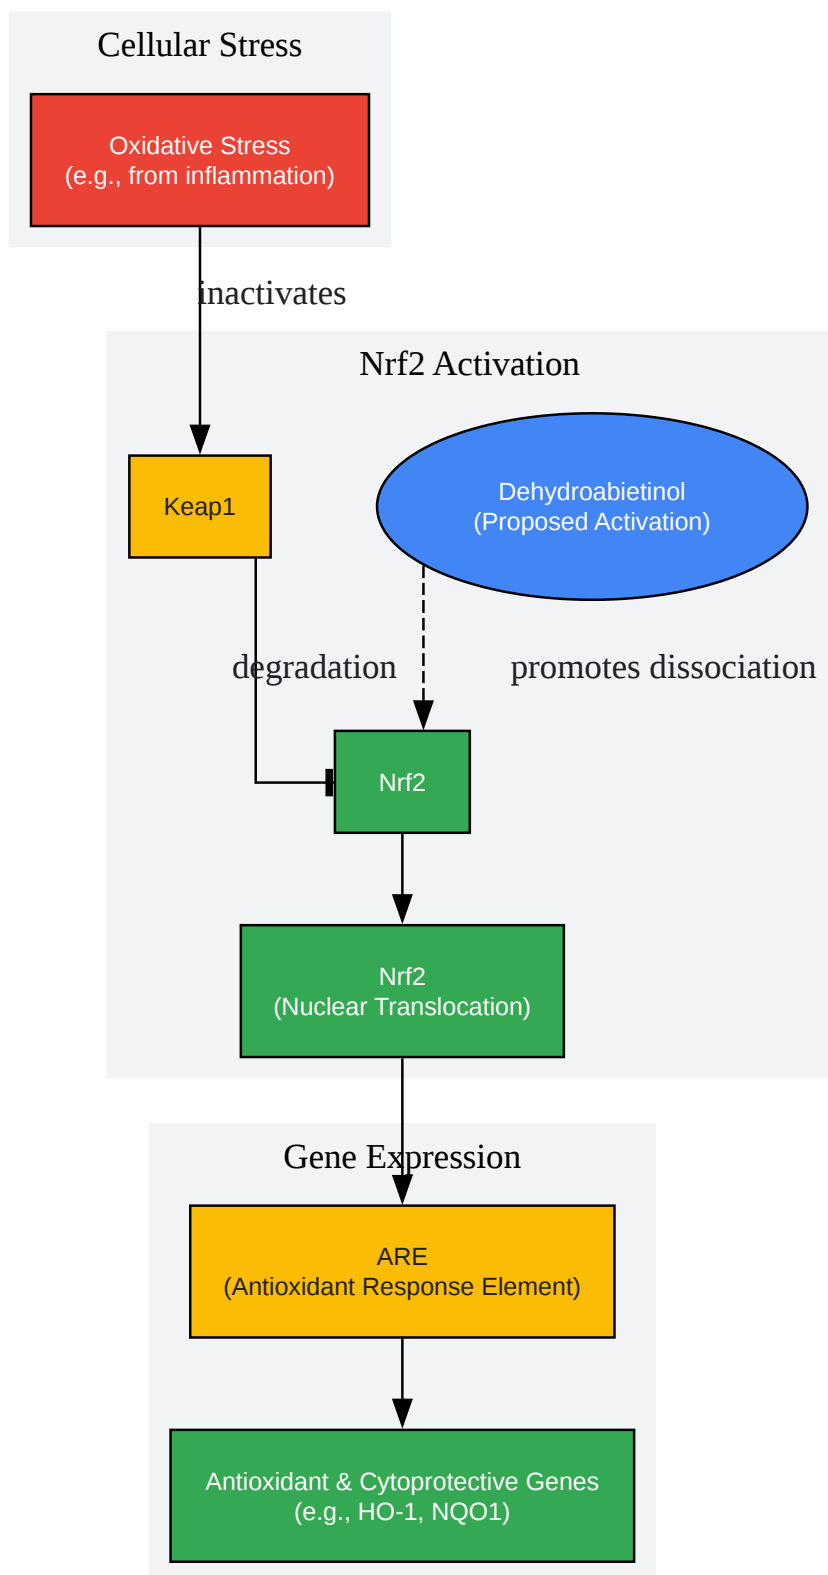 Cellular Stress
Oxidative Stress
(e.g., from inflammation)
inactivates
Nrf2 Activation
Keap1
Dehydroabietinol
(Proposed Activation)
degradation
promotes dissociation
Nrf2
Nrf2
(Nuclear Translocation)
Gene Expression
ARE
(Antioxidant Response Element)
Antioxidant & Cytoprotective Genes
(e.g., HO-1, NQO1)